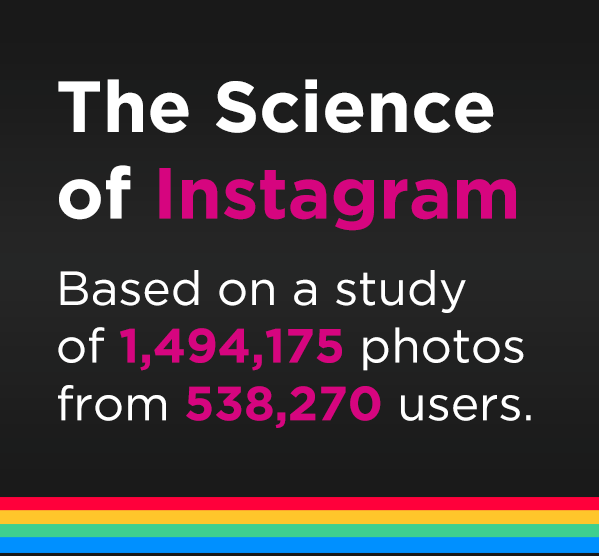 The Science
of Instagram
Based on a study
of 1,494,175 photos
from 538,270 users.